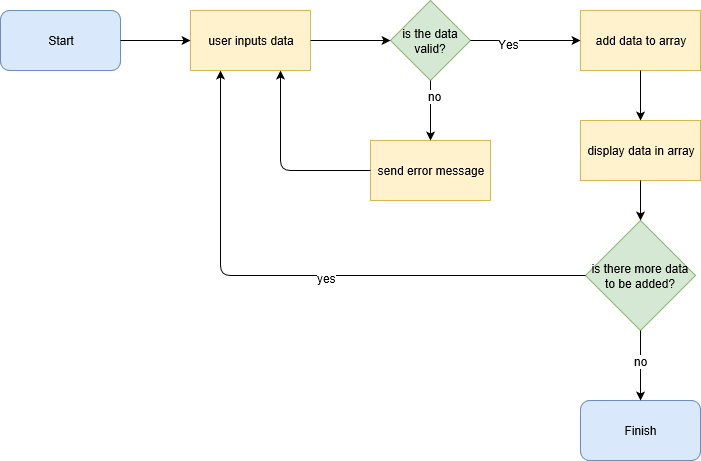 Start
user inputs data
is the data
valid?
Yes
add data to array
no
send error message
display data in array
is there more data
to be added?
yes
no
Finish